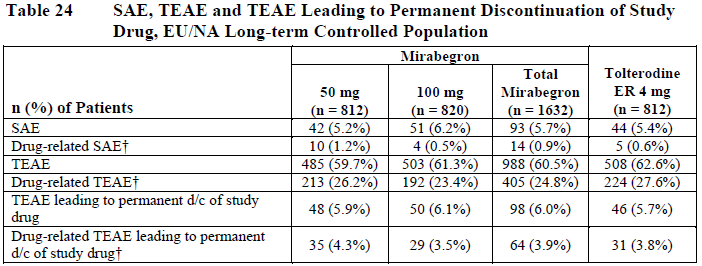 Table 24 SAE, TEAE and TEAE Leading to Permanent Discontinuation of Study
Drug, EU/NA Long-term Controlled Population
Mirabegron
n (%) of Patients 50 mg (n = 812) 100 mg (n = 820) Total Mirabegron (n = 1632) Tolterodine ER 4 mg (n = 812)
SAE 42 (5.2%) 51 (6.2%) 93 (5.7%) 44 (5.4%)
Drug-related SAE† 10 (1.2%) 4 (0.5%) 14 (0.9%) 5 (0.6%)
TEAE 485 (59.7%) 503 (61.3%) 988 (60.5%) 508 (62.6%)
Drug-related TEAE† 213 (26.2%) 192 (23.4%) 405 (24.8%) 224 (27.6%)
TEAE leading to permanent d/c of study
drug 48 (5.9%) 50 (6.1%) 98 (6.0%) 46 (5.7%)
Drug-related TEAE leading to permanent
d/c of study drug† 35 (4.3%) 29 (3.5%) 64 (3.9%) 31 (3.8%)